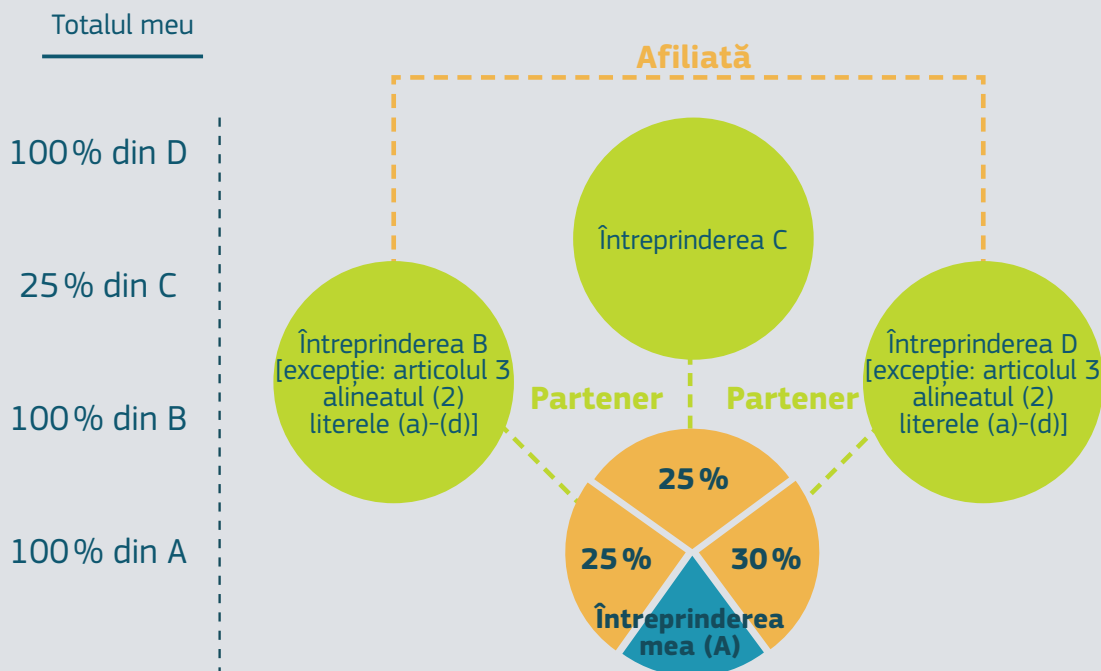 Totalul meu
100 % din D
25 % din C
100 % din B
100 % din A
Afiliată
Întreprinderea C
Întreprinderea B
[excepție: articolul 3
alineatul (2)
literele (a)-(d)]
Întreprinderea D
[excepție: articolul 3
alineatul (2)
literele (a)-(d)]
Partener
Partener
25 %
25 %
30 %
Întreprinderea
mea (A)